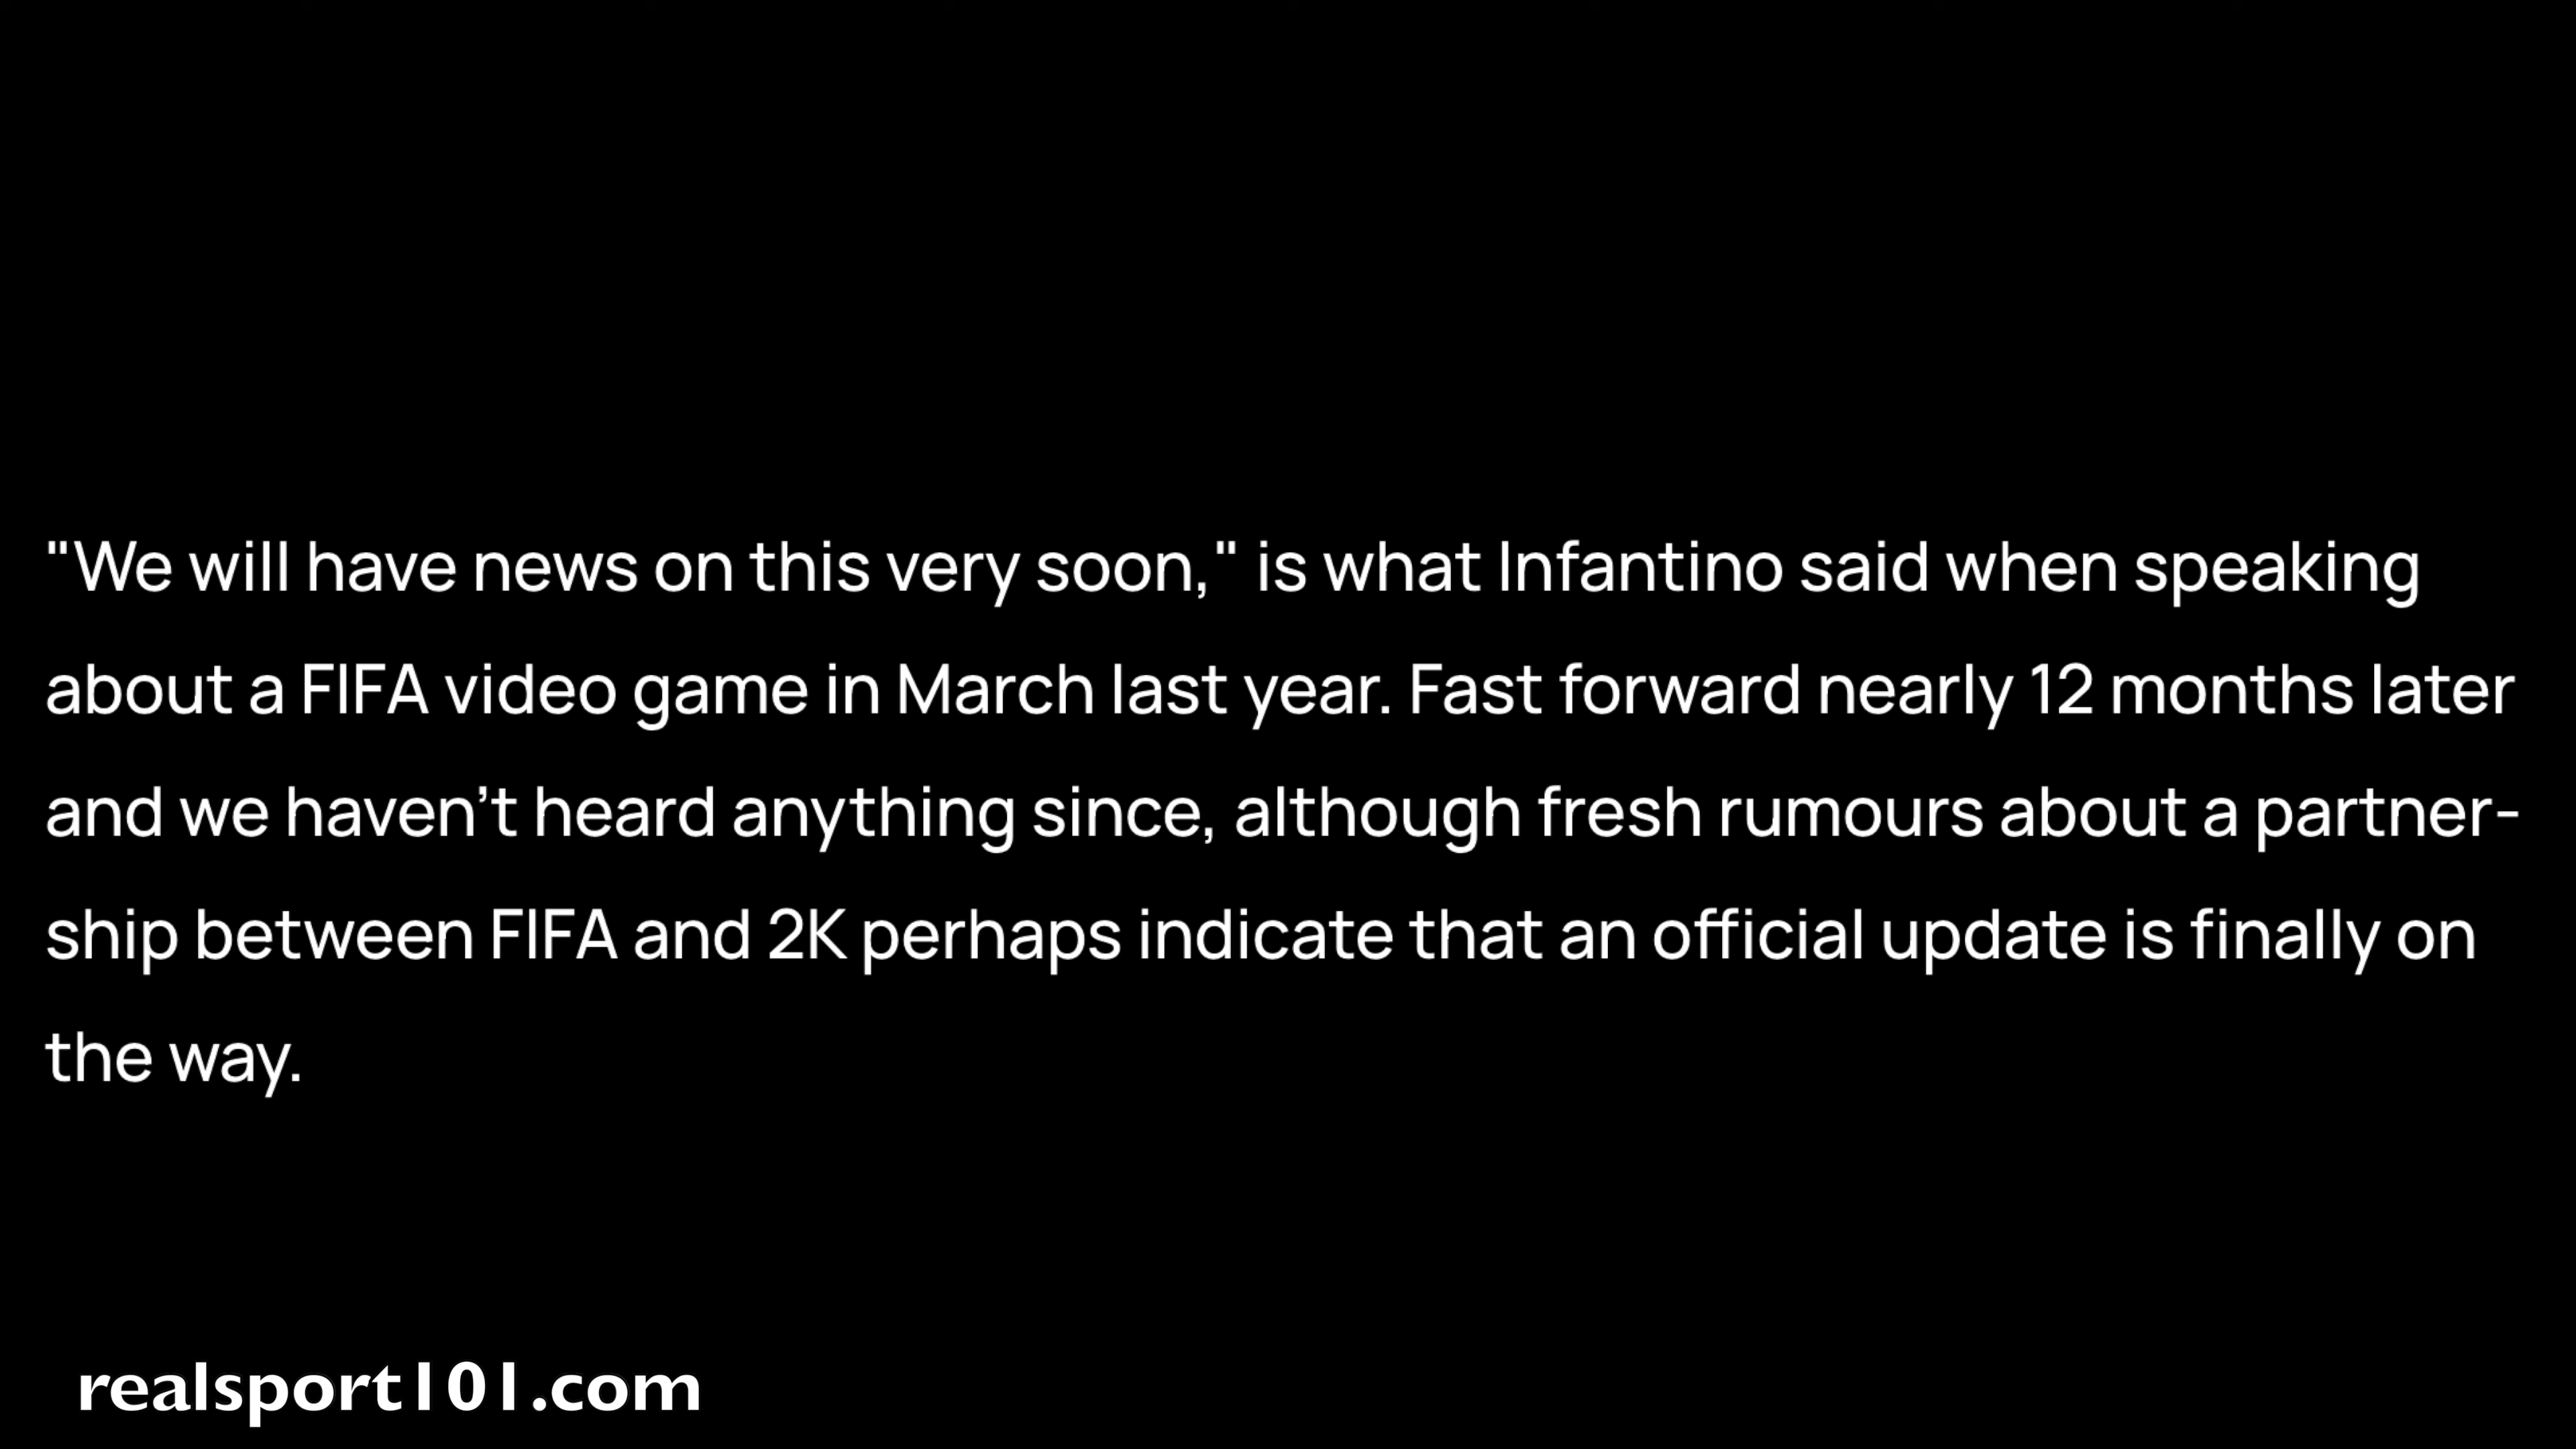 "We will have news on this very soon," is what Infantino said when speaking
about a FIFA video game in March last year. Fast forward nearly 12 months later
and we haven’t heard anything since, although fresh rumours about a partner-
ship between FIFA and 2K perhaps indicate that an official update is finally on
the way.
realsport101.com